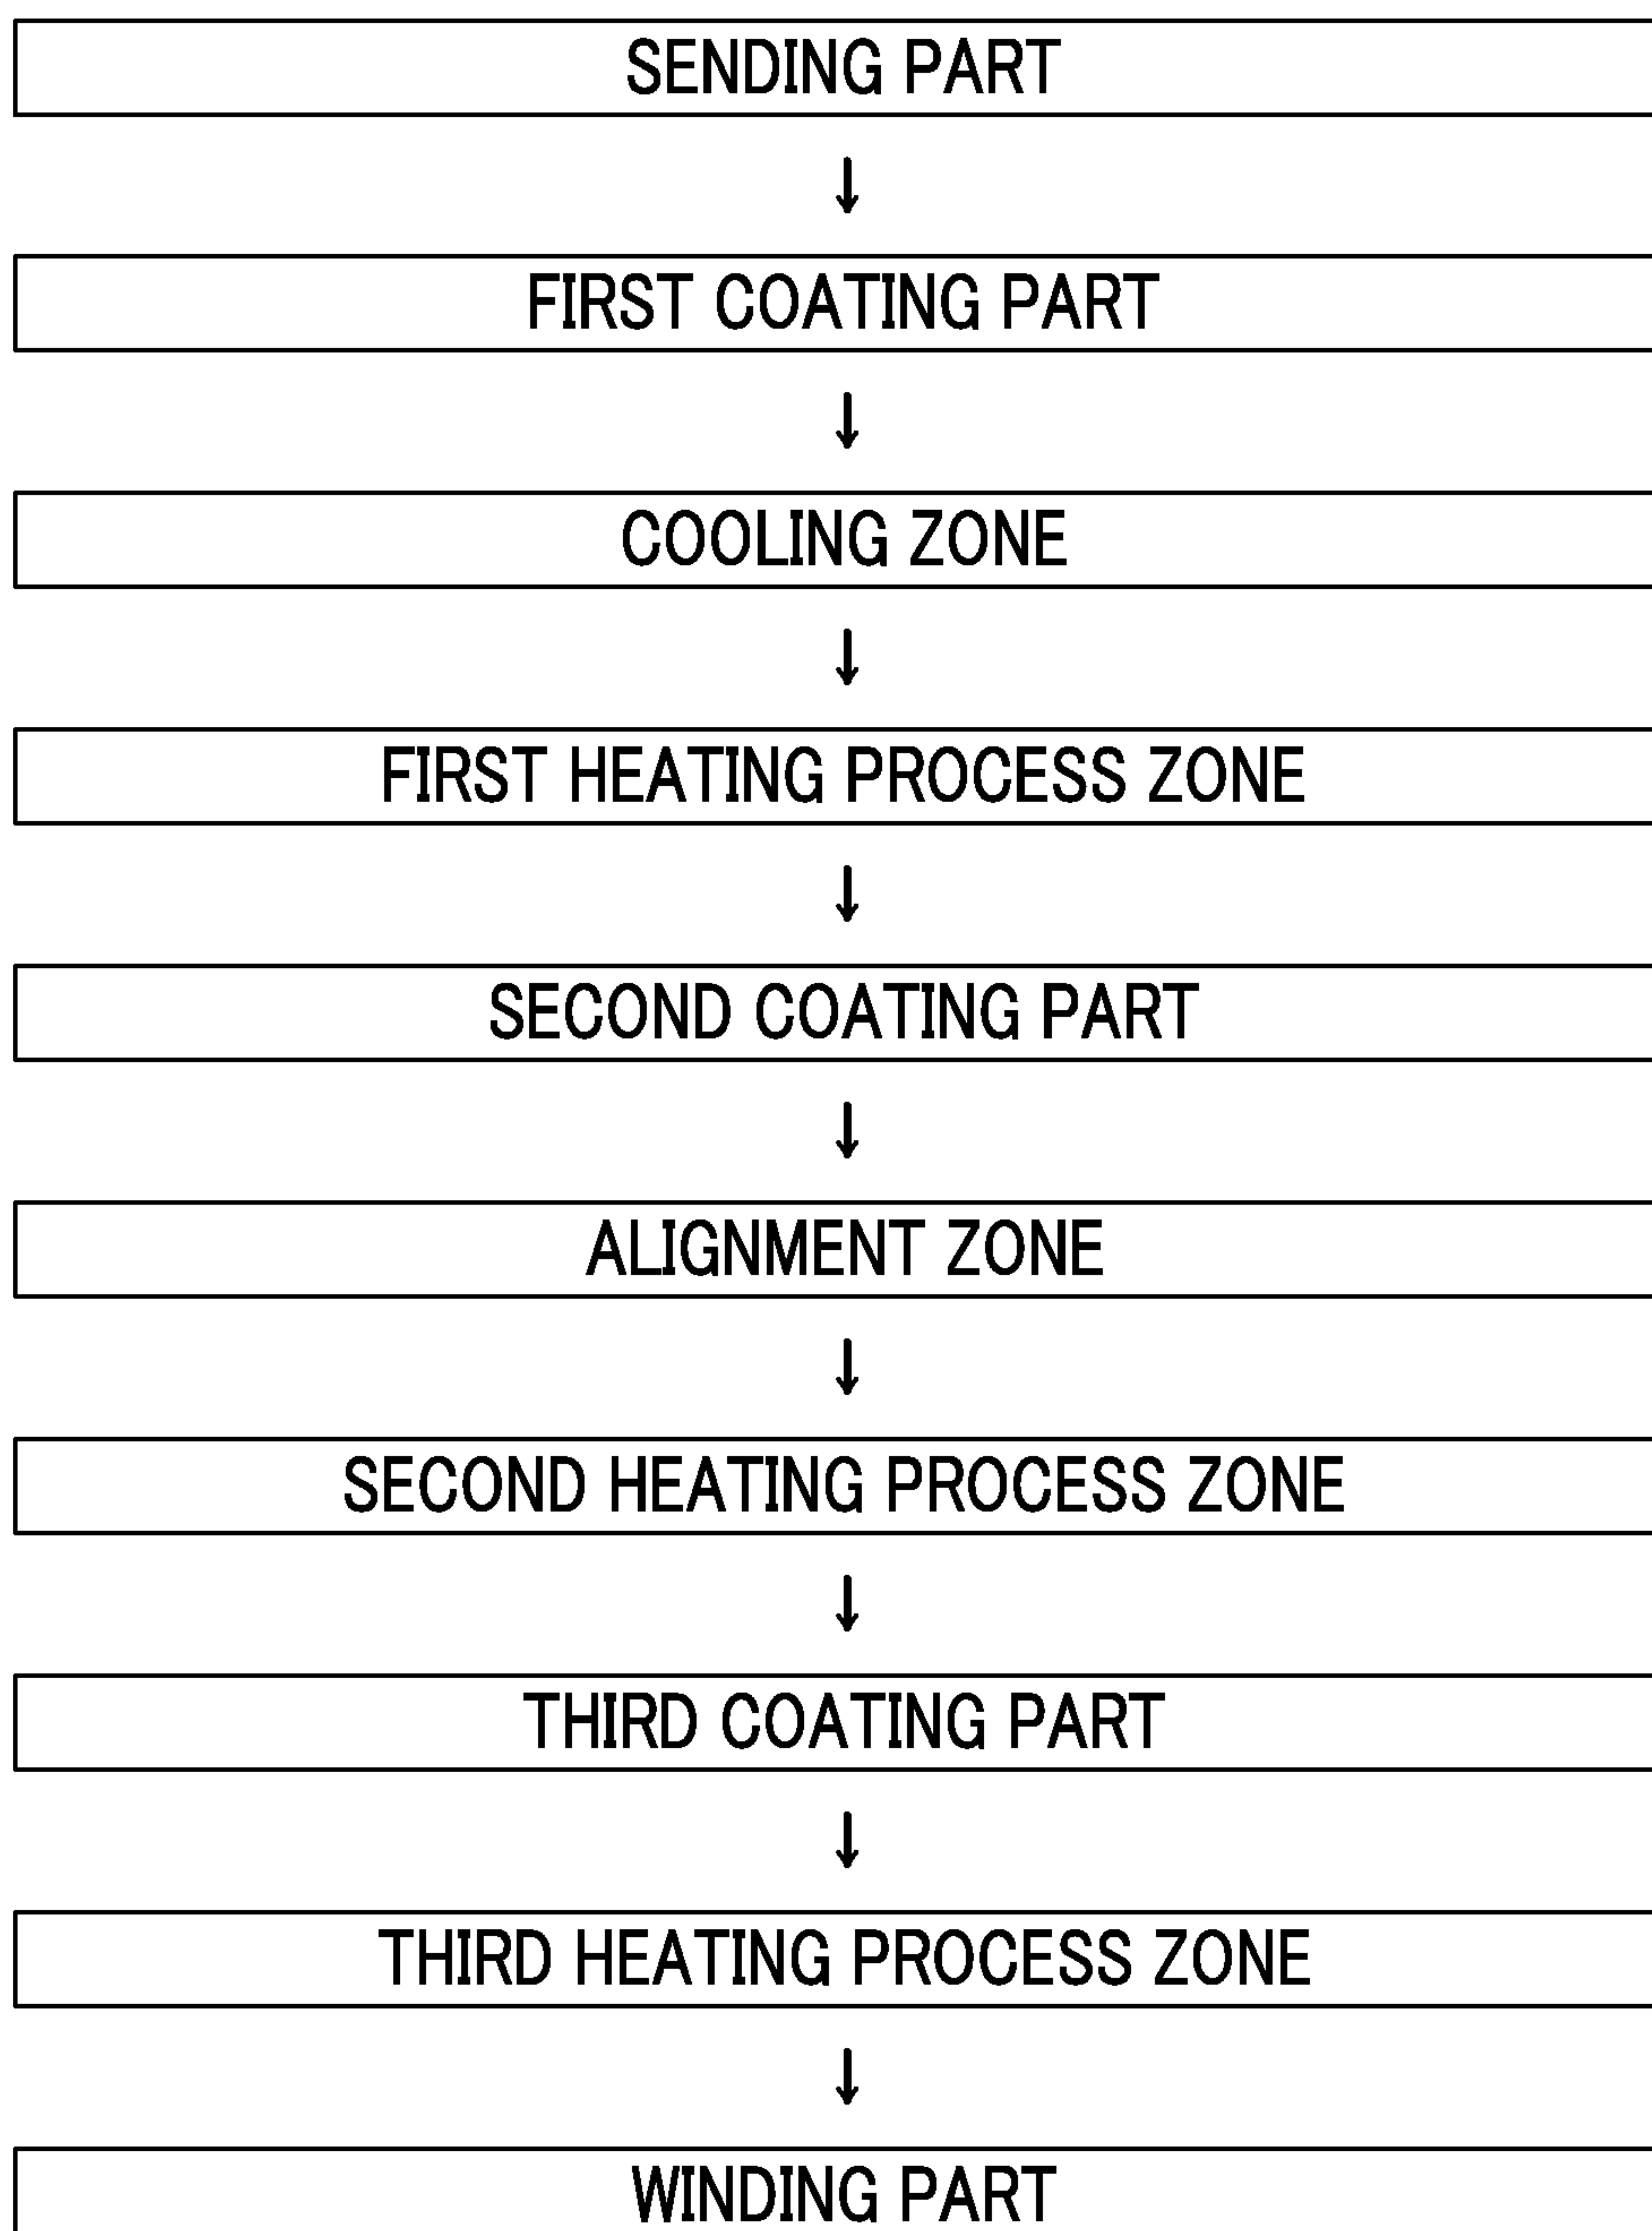 SENDING PART
FIRST COATING PART
COOLING ZONE
FIRST HEATING PROCESS ZONE
SECOND COATING PART
ALIGNMENT ZONE
SECOND HEATING PROCESS ZONE
THIRD COATING PART
THIRD HEATING PROCESS ZONE
WINDING PART